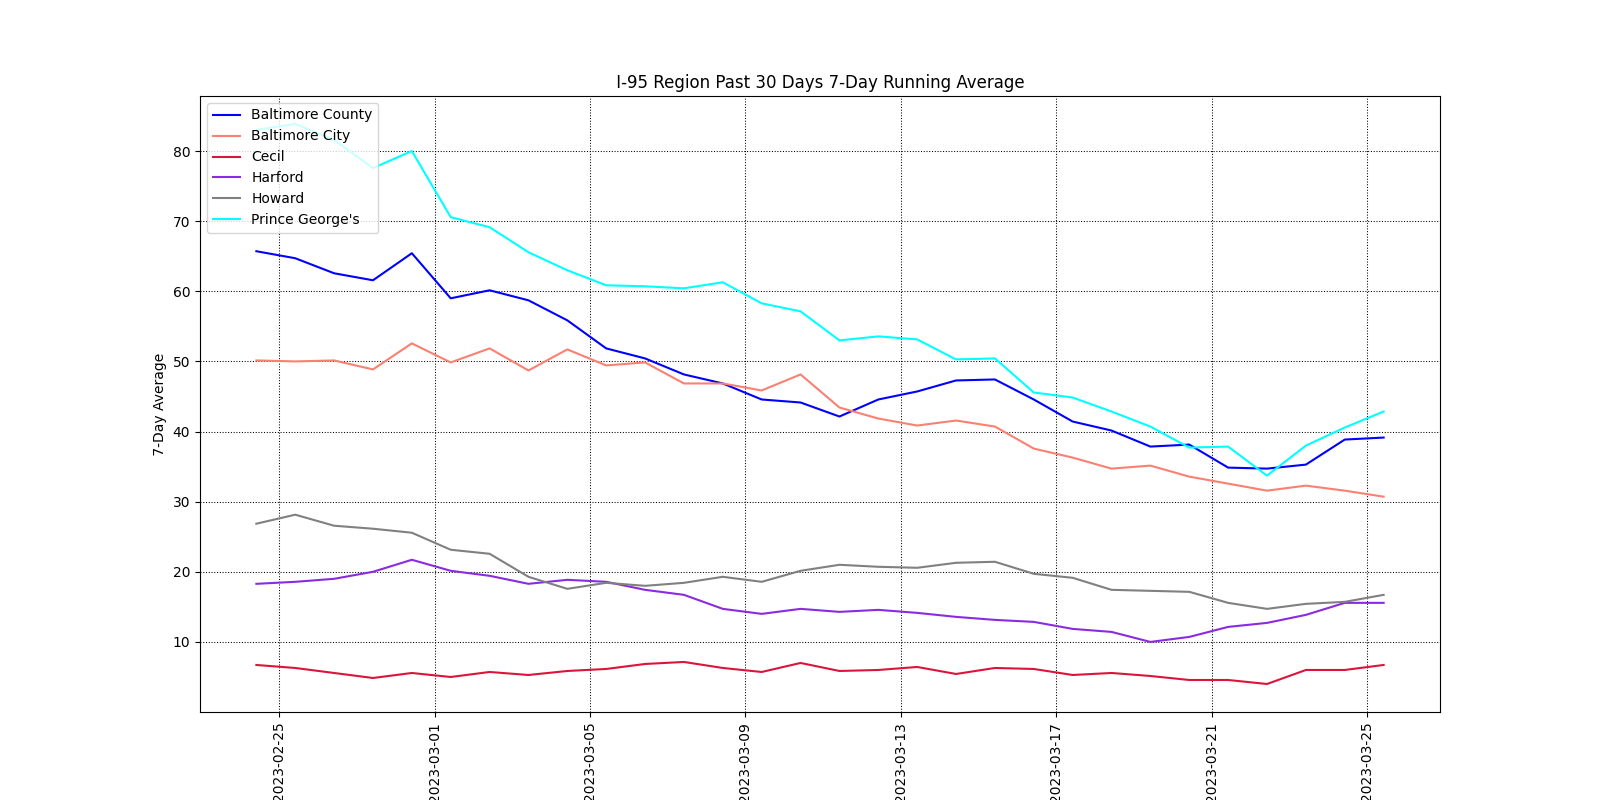 I-95 Region Past 30 Days 7-Day Running Average
Baltimore County
Baltimore City
Cecil
Harford
Howard
Prince George's
80
70
60
50
40
30
20
10
7-Day Average
2023-02-25
2023-03-01
2023-03-05
2023-03-09
2023-03-13
2023-03-17
2023-03-21
2023-03-25